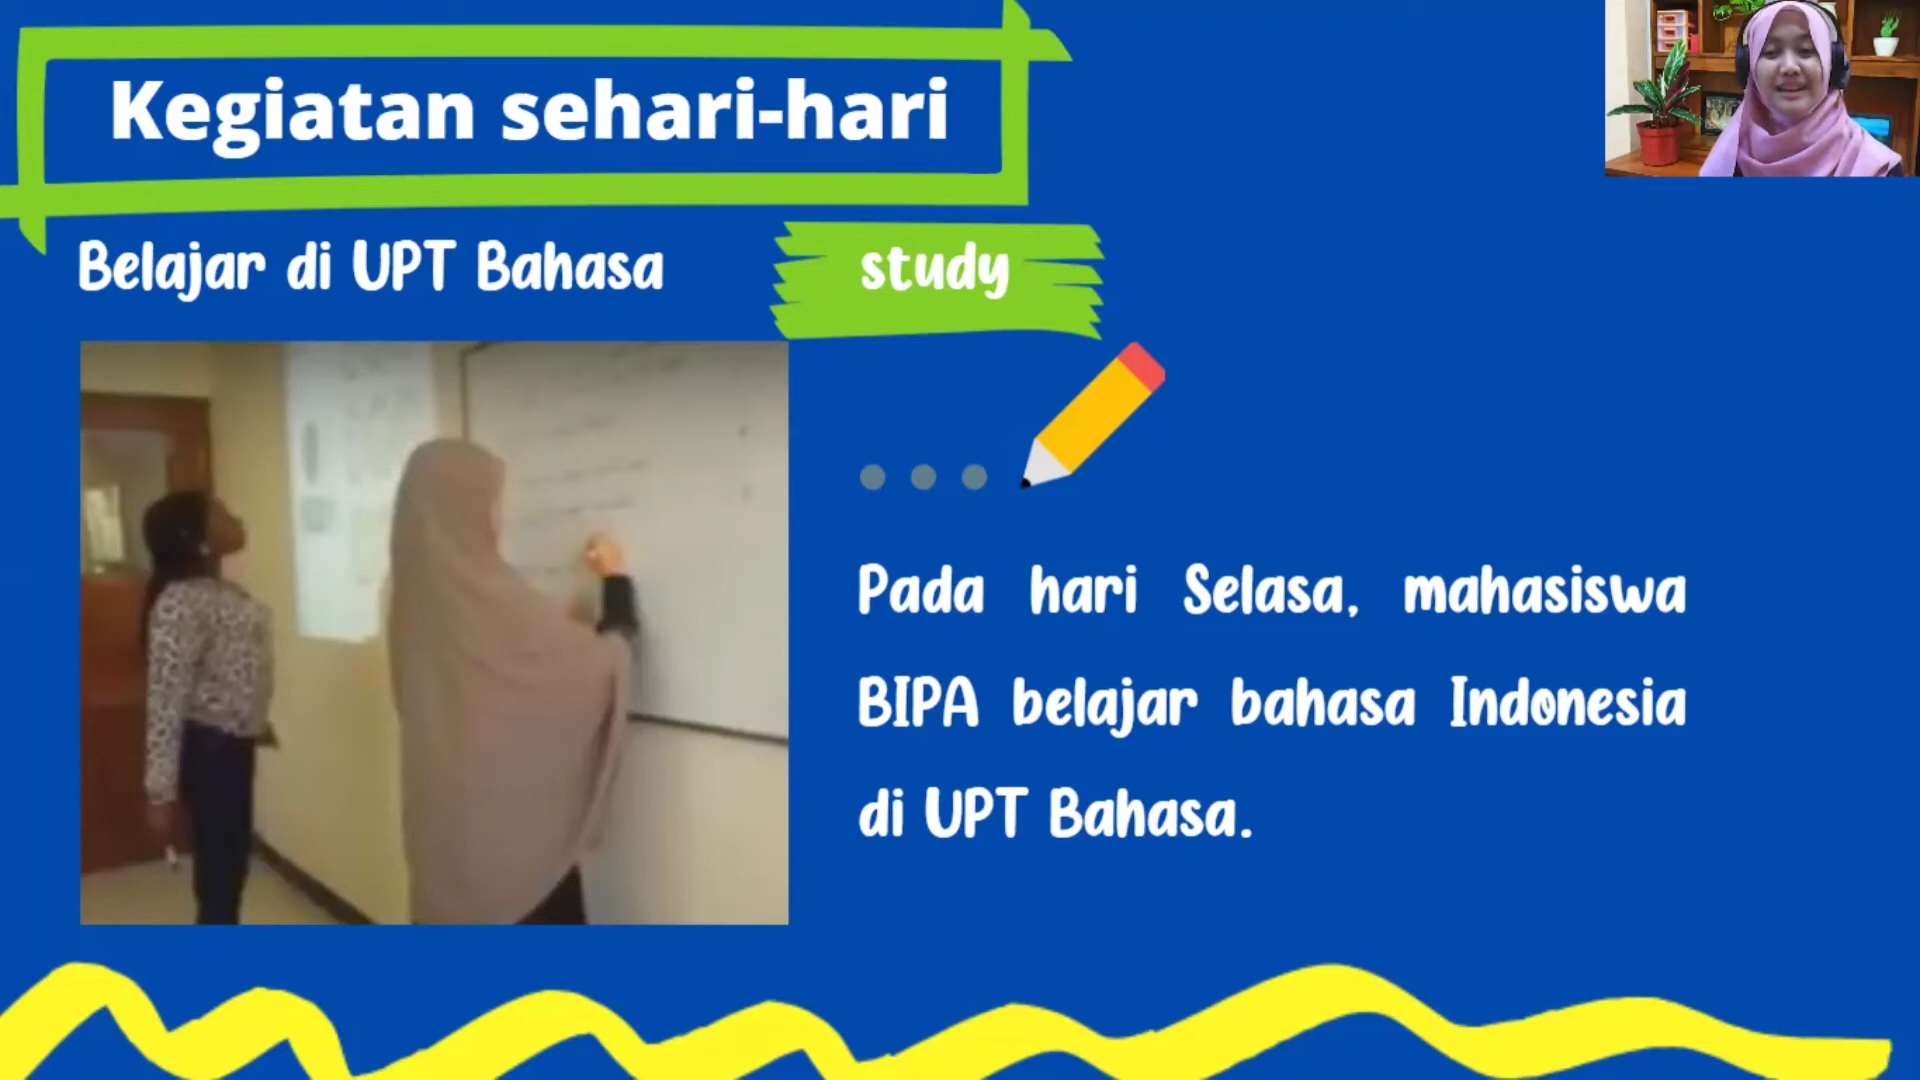 Kegiatan sehari-hari
Belajar di UPT Bahasa
study
Pada hari Selasa, mahasiswa
BIPA belajar bahasa Indonesia
di UPT Bahasa.